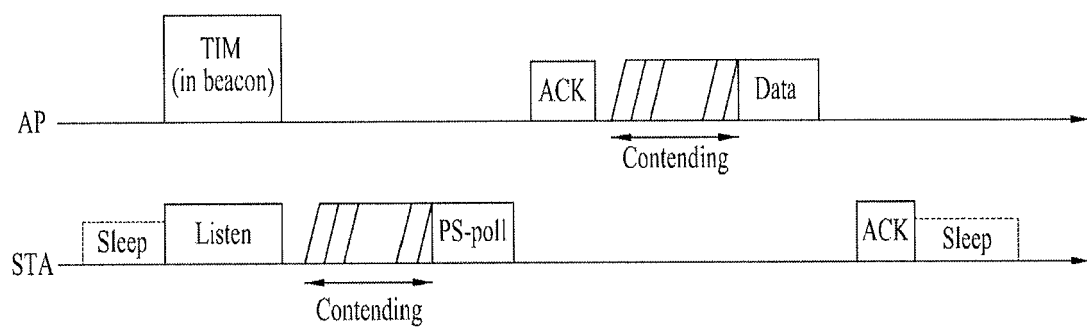 TIM
(in beacon)
ACK
Data
AP
Contending
Sleep
Listen
PS-poll
ACK
Sleep
STA
Contending